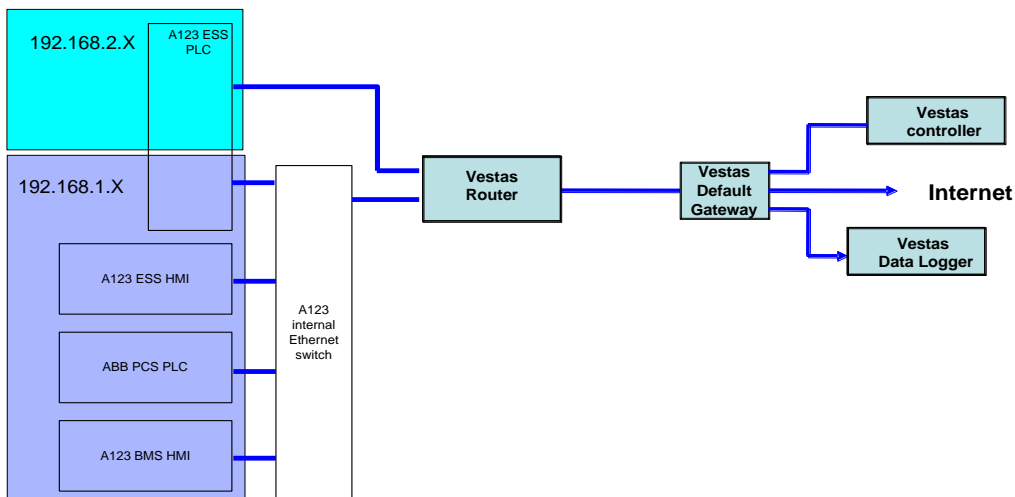 192.168.2.X
A123 ESS
PLC
192.168.1.X
A123 ESS HMI
ABB PCS PLC
A123 BMS HMI
A123
internal
Ethernet
switch
Vestas
Router
Vestas
Default
Gateway
Vestas
controller
Internet
Vestas
Data Logger